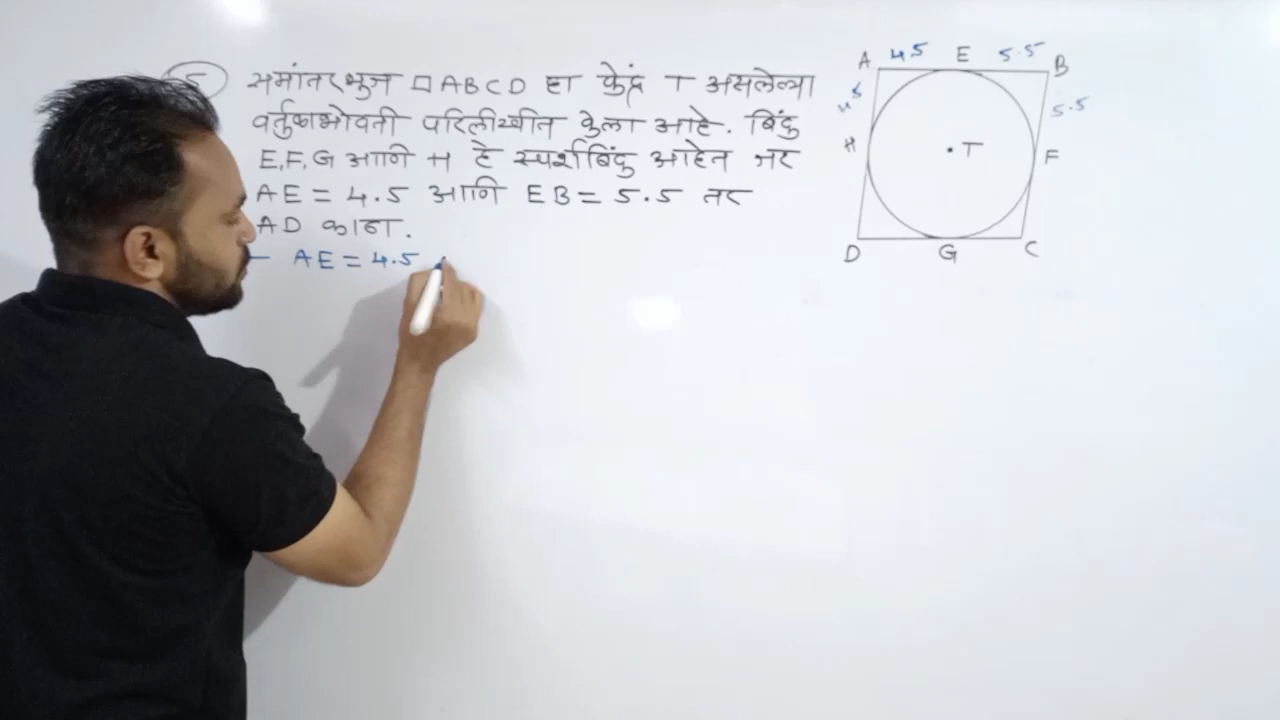 5
समांतरभुज □ABCD हा केंद्र T असलेल्या
वर्तुळाभोवती परिलीखीत केला आहे. बिंदु
E,F,G आणि H हे स्पर्शबिंदु आहेत जर
AE = 4.5 आणि EB = 5.5 तर
AD काढा.
- AE = 4.5
A 4.5 E 5.5 B
4.5 5.5
H T F
D G C